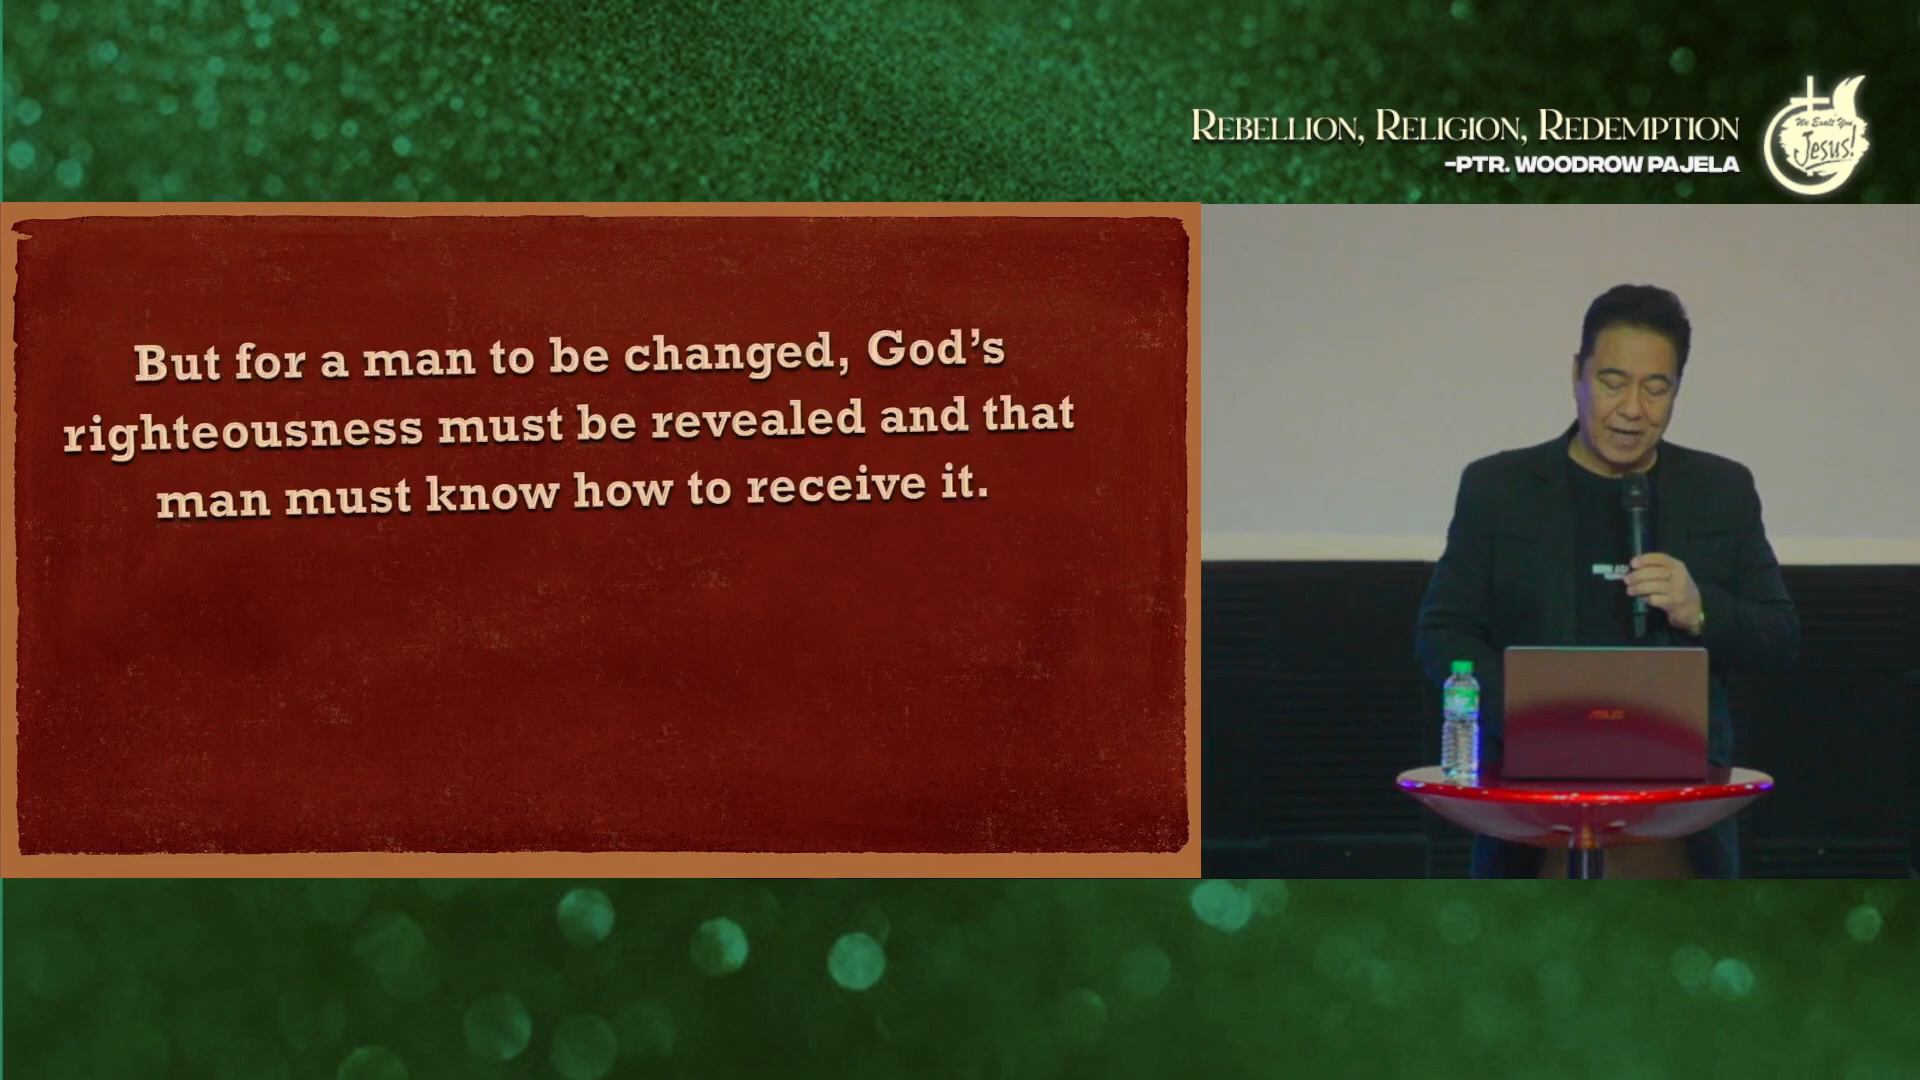 Rebellion, Religion, Redemption
-PTR. WOODROW PAJELA
We Exalt You
Jesus!
But for a man to be changed, God's
righteousness must be revealed and that
man must know how to receive it.
ASUS